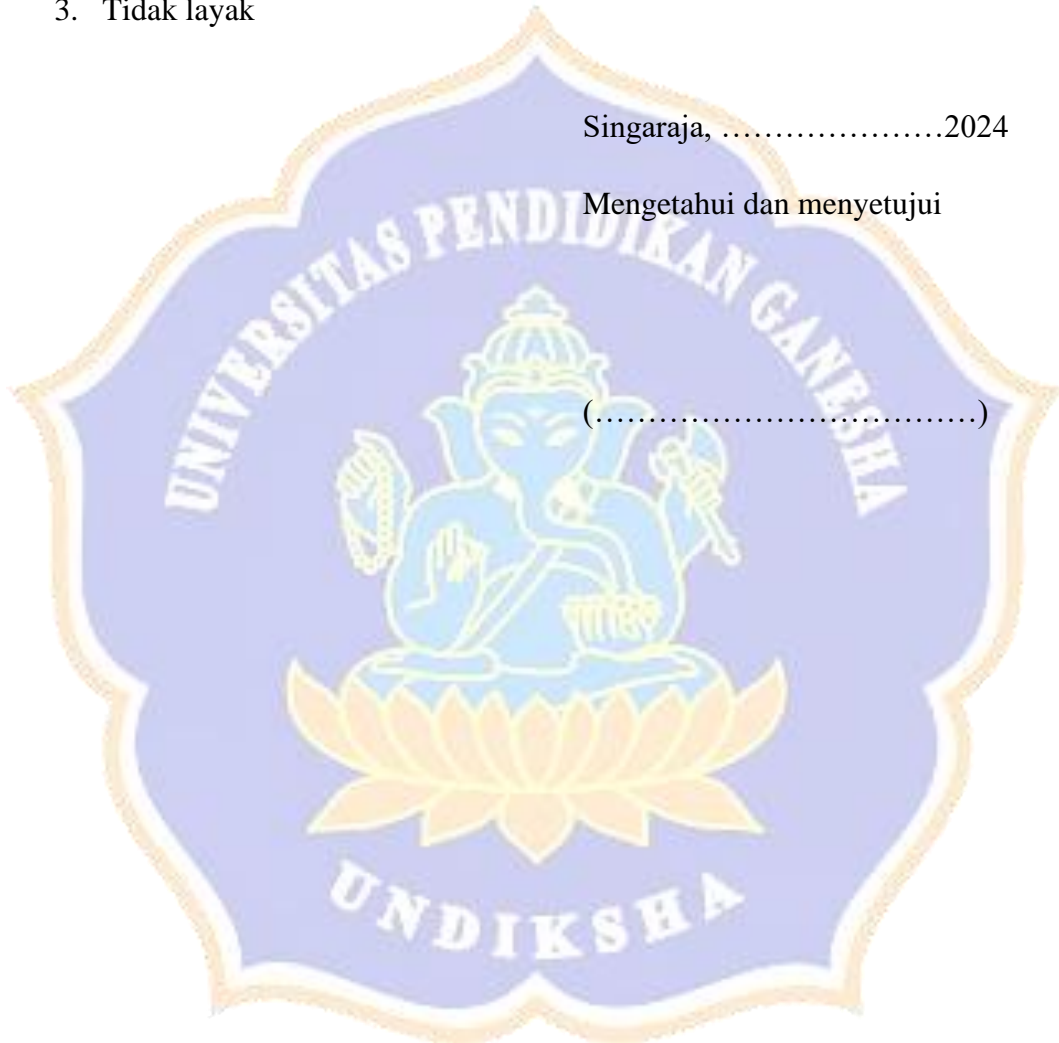 3. Tidak layak
Singaraja, …………………2024
Mengetahui dan menyetujui
(………………………………)
UNIVERSITAS PENDIDIKAN GANESHA
UNDIKSHA